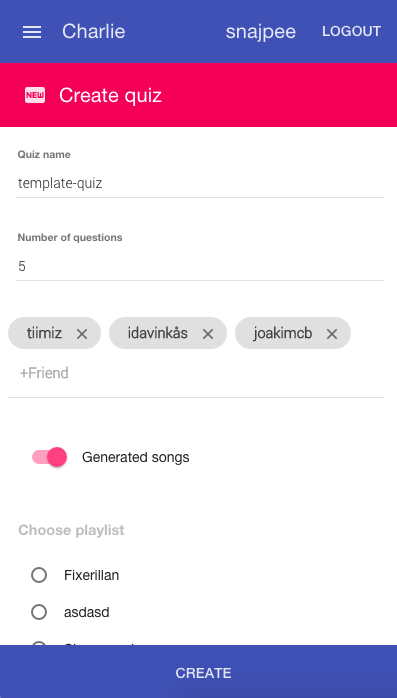 Charlie snajpee LOGOUT
NEW Create quiz
Quiz name
template-quiz
Number of questions
5
tiimiz idavinkås joakimcb
+Friend
Generated songs
Choose playlist
Fixerillan
asdasd
CREATE